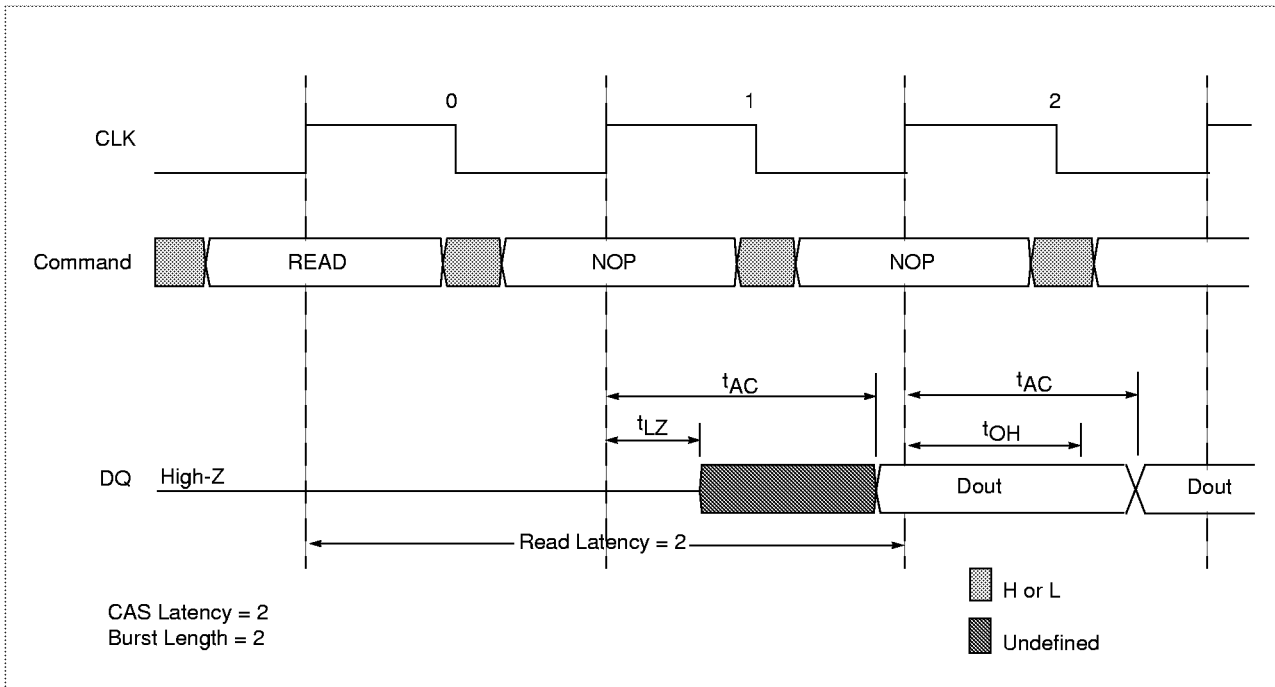 0 1 2
CLK
Command READ NOP NOP
tAC tAC
tLZ tOH
DQ High-Z Dout Dout
Read Latency = 2
CAS Latency = 2
Burst Length = 2
H or L
Undefined